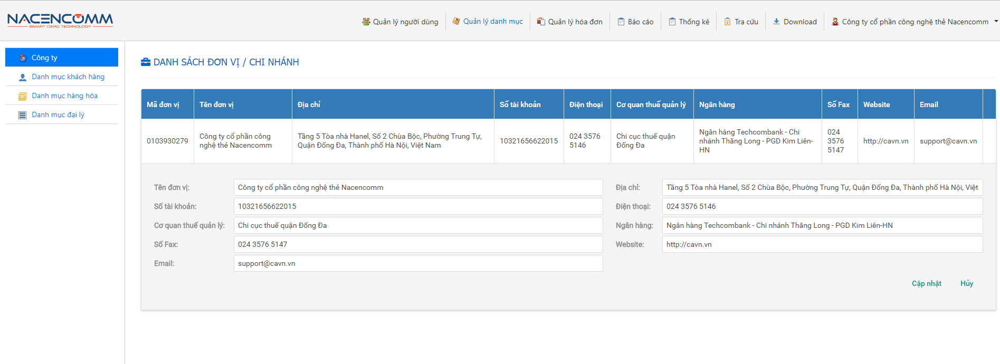 NACENCOMM
SMART CARD TECHNOLOGY
Quản lý người dùng
Quản lý danh mục
Quản lý hóa đơn
Báo cáo
Thống kê
Tra cứu
Download
Công ty cổ phần công nghệ thẻ Nacencomm
Công ty
Danh mục khách hàng
Danh mục hàng hóa
Danh mục đại lý
DANH SÁCH ĐƠN VỊ / CHI NHÁNH
Mã đơn vị
Tên đơn vị
Địa chỉ
Số tài khoản
Điện thoại
Cơ quan thuế quản lý
Ngân hàng
Số Fax
Website
Email
0103930279
Công ty cổ phần công
nghệ thẻ Nacencomm
Tầng 5 Tòa nhà Hanel, Số 2 Chùa Bộc, Phường Trung Tự,
Quận Đống Đa, Thành phố Hà Nội, Việt Nam
10321656622015
024 3576
5146
Chi cục thuế quận
Đống Đa
Ngân hàng Techcombank - Chi
nhánh Thăng Long - PGD Kim Liên-
HN
024
3576
5147
http://cavn.vn
support@cavn.vn
Tên đơn vị:
Công ty cổ phần công nghệ thẻ Nacencomm
Địa chỉ:
Tầng 5 Tòa nhà Hanel, Số 2 Chùa Bộc, Phường Trung Tự, Quận Đống Đa, Thành phố Hà Nội, Việt
Số tài khoản:
10321656622015
Điện thoại:
024 3576 5146
Cơ quan thuế quản lý:
Chi cục thuế quận Đống Đa
Ngân hàng:
Ngân hàng Techcombank - Chi nhánh Thăng Long - PGD Kim Liên-HN
Số Fax:
024 3576 5147
Website:
http://cavn.vn
Email:
support@cavn.vn
Cập nhật
Hủy